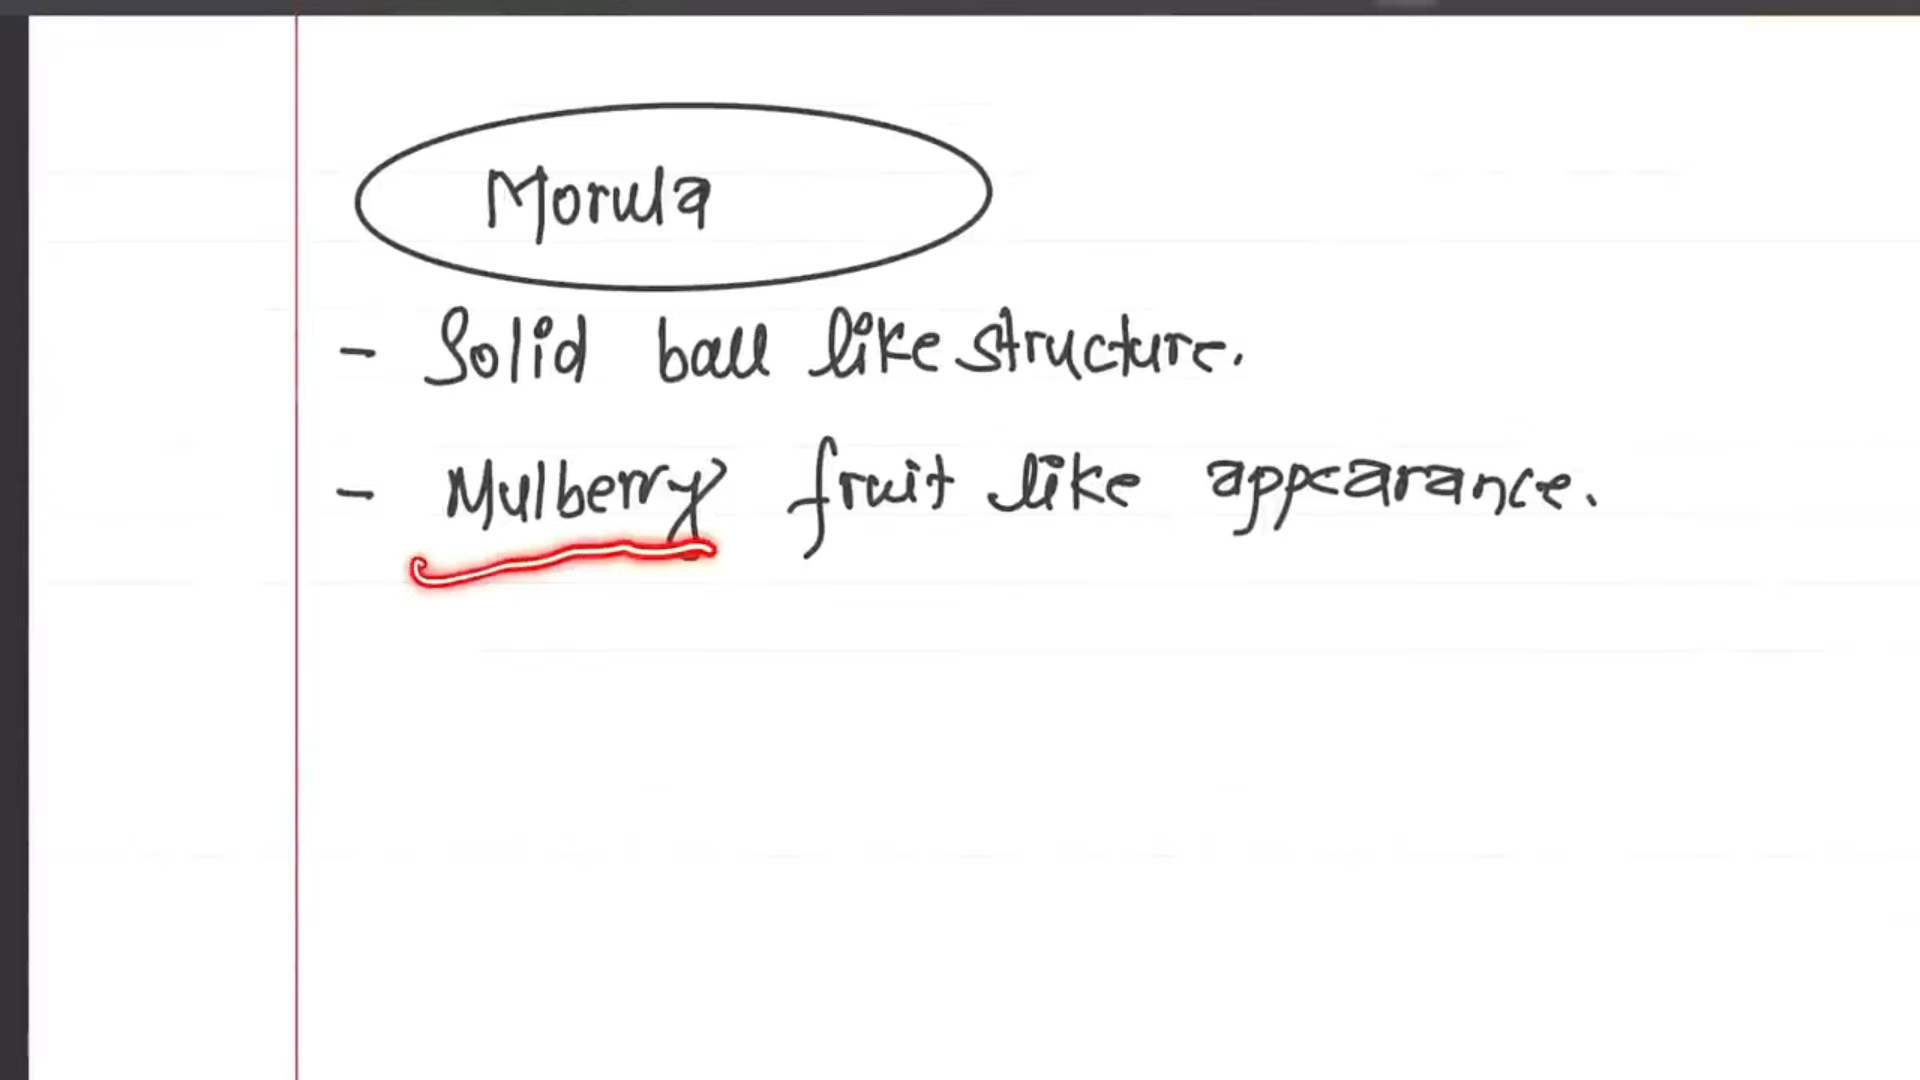 Morula
- Solid ball like structure.
- Mulberry fruit like appearance.